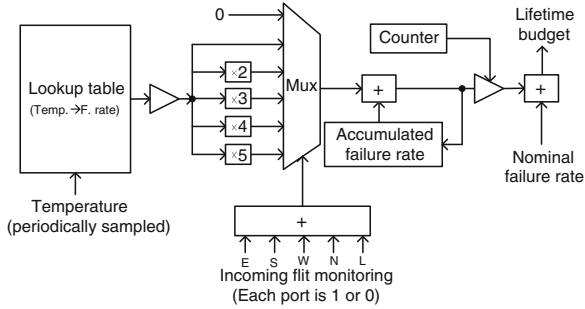 0
Lookup table
(Temp.→F. rate)
×2
×3
×4
×5
Mux
+
Accumulated
failure rate
Counter
Lifetime
budget
+
Nominal
failure rate
Temperature
(periodically sampled)
+
E S W N L
Incoming flit monitoring
(Each port is 1 or 0)